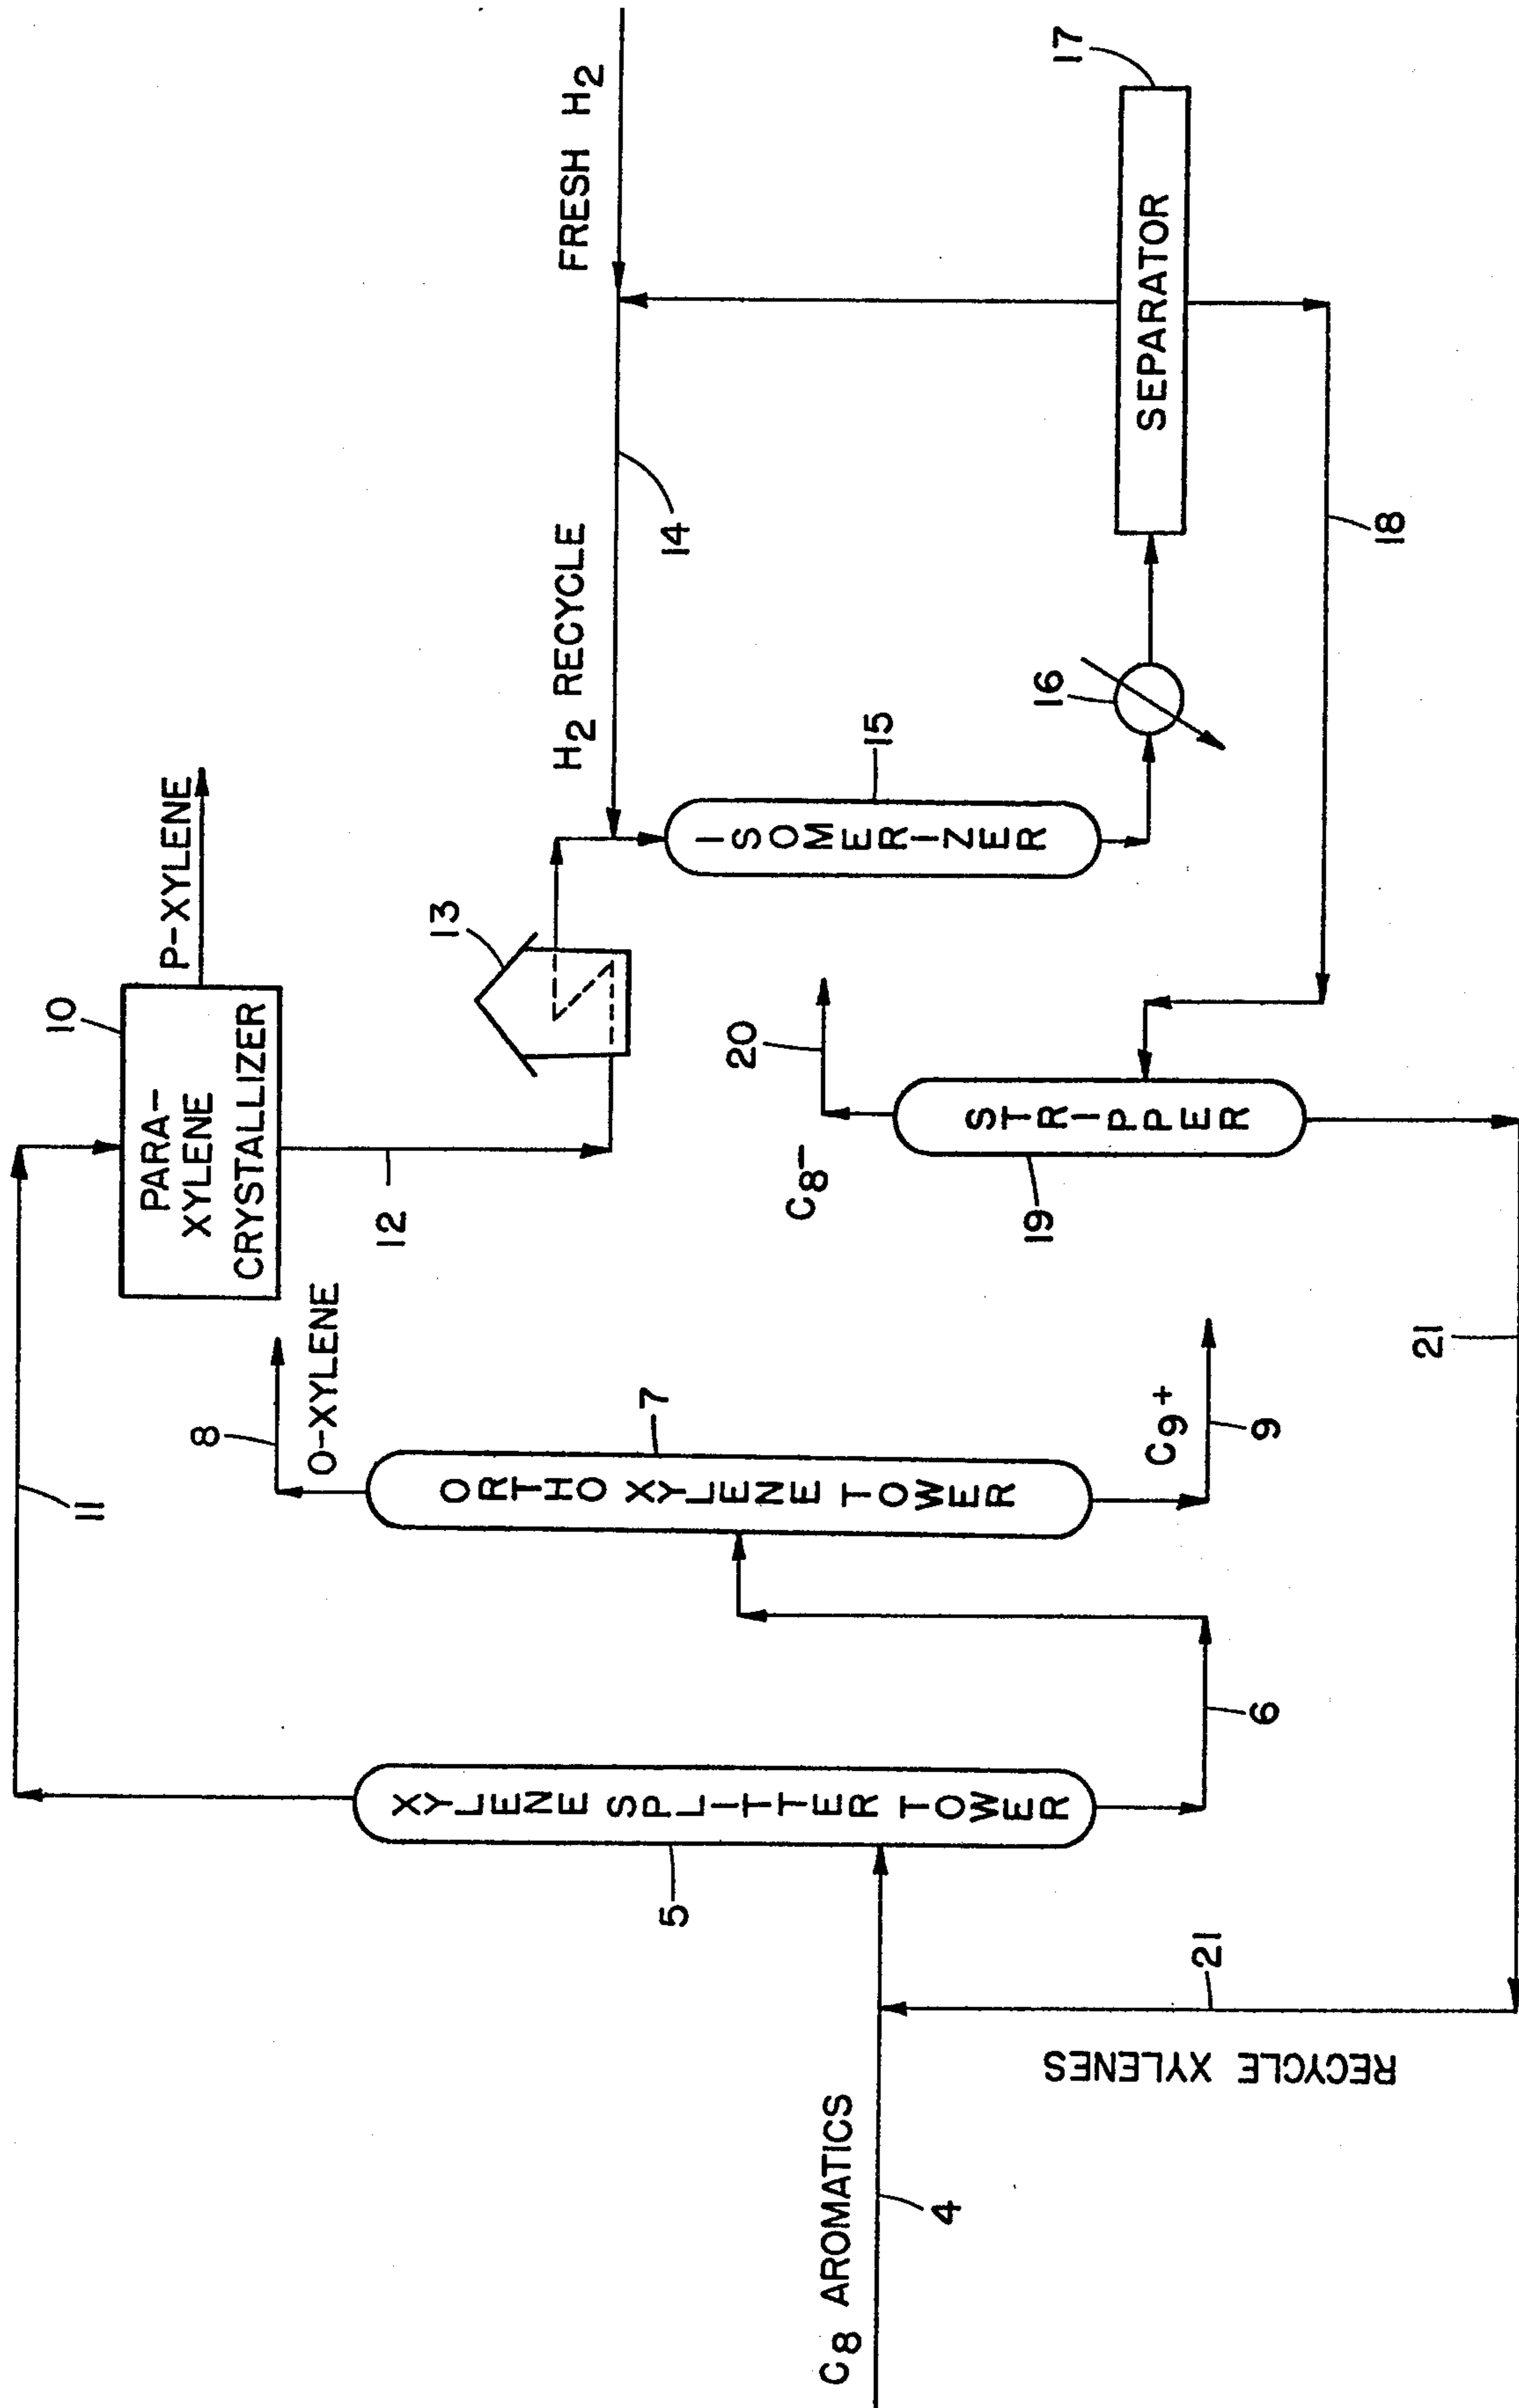 C8 AROMATICS
4
RECYCLE XYLENES
21
5
XYLENE SPLITTER TOWER
6
11
7
ORTHO XYLENE TOWER
8
O-XYLENE
C9+
9
21
10
PARA-
XYLENE
CRYSTALLIZER
P-XYLENE
12
13
C8-
20
19
STRIPPER
15
ISOMERIZER
H2 RECYCLE
14
FRESH H2
16
SEPARATOR
17
18